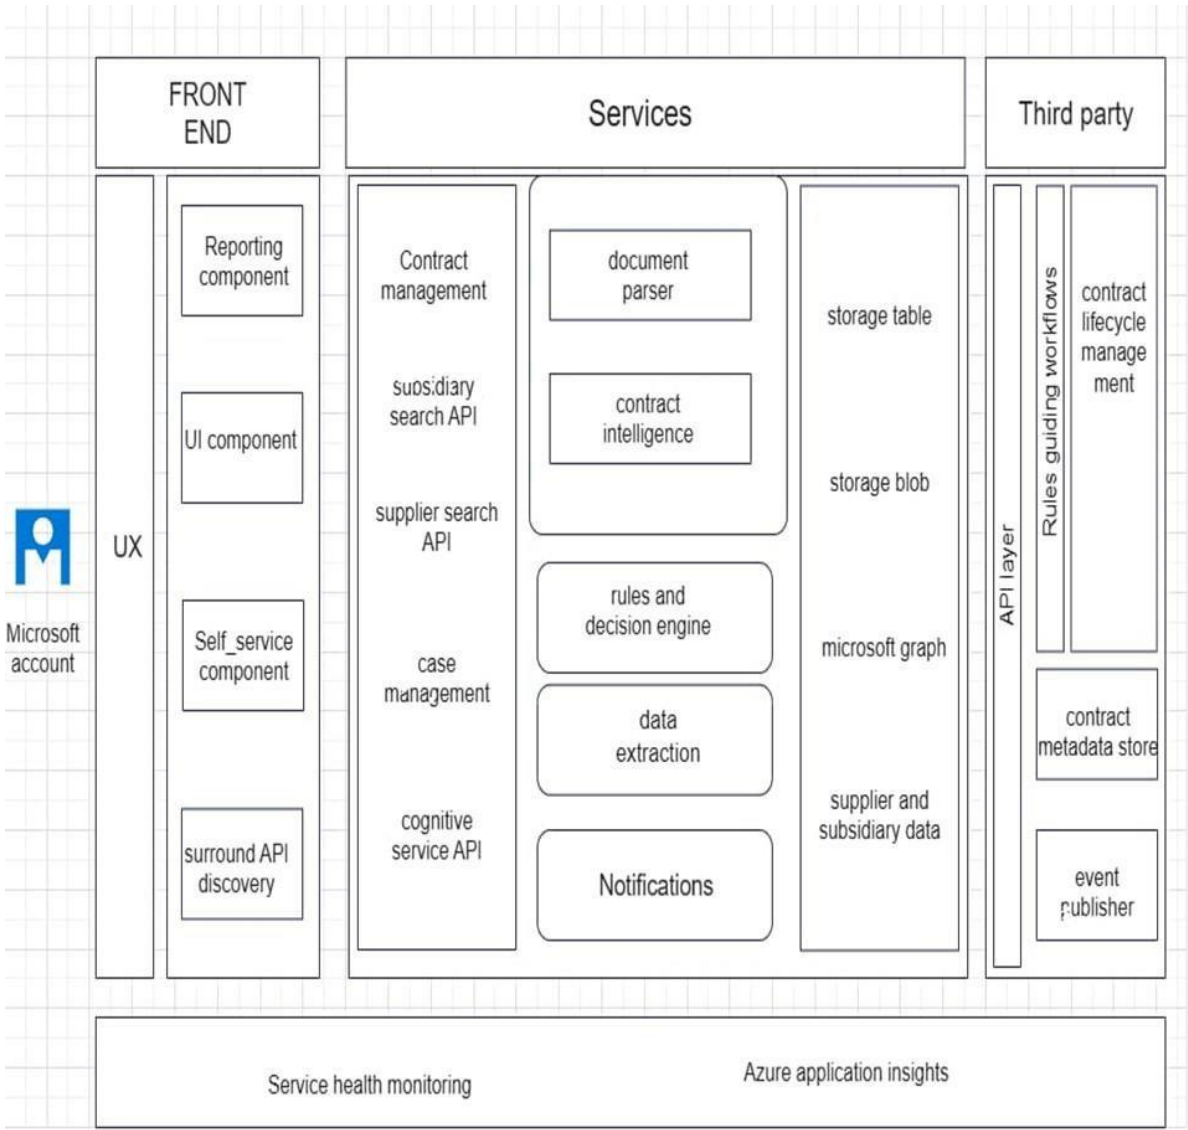 FRONT
END
Services
Third party
Microsoft
account
UX
Reporting
component
UI component
Self_service
component
surround API
discovery
Contract
management
subsidiary
search API
supplier search
API
case
management
cognitive
service API
document
parser
contract
intelligence
rules and
decision engine
data
extraction
Notifications
storage table
storage blob
microsoft graph
supplier and
subsidiary data
API layer
Rules guiding workflows
contract
lifecycle
manage
ment
contract
metadata store
event
publisher
Service health monitoring
Azure application insights